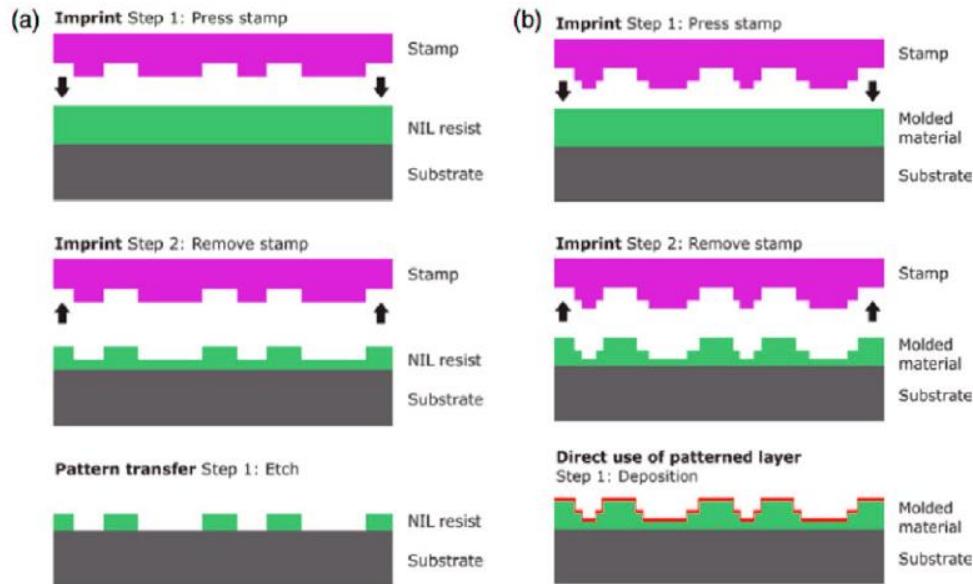 (a)
Imprint Step 1: Press stamp
Stamp
NIL resist
Substrate
Imprint Step 2: Remove stamp
Stamp
NIL resist
Substrate
Pattern transfer Step 1: Etch
NIL resist
Substrate
(b)
Imprint Step 1: Press stamp
Stamp
Molded
material
Substrate
Imprint Step 2: Remove stamp
Stamp
Molded
material
Substrate
Direct use of patterned layer
Step 1: Deposition
Molded
material
Substrate